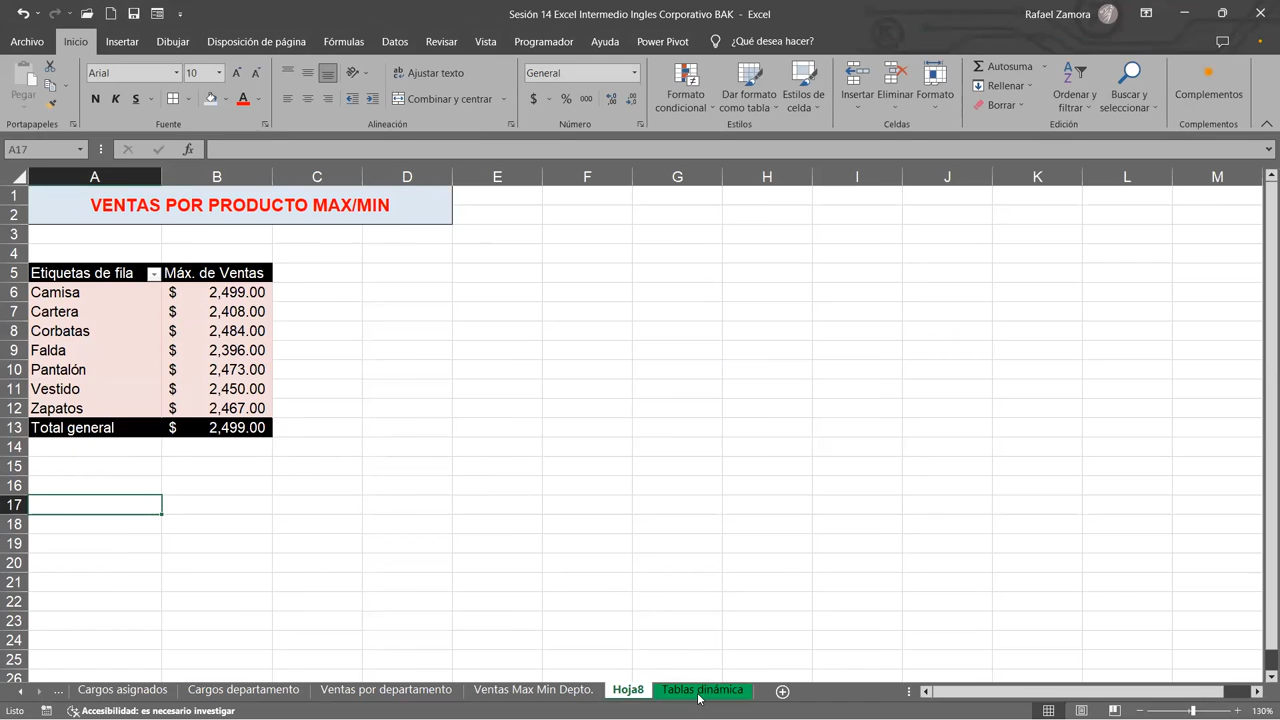 Sesión 14 Excel Intermedio Ingles Corporativo BAK - Excel
Rafael Zamora
Archivo Inicio Insertar Dibujar Disposición de página Fórmulas Datos Revisar Vista Programador Ayuda Power Pivot ¿Qué desea hacer?
Pegar
Arial 10
N K S
Ajustar texto
Combinar y centrar
General
$ % 000
Formato condicional
Dar formato como tabla
Estilos de celda
Insertar Eliminar Formato
Autosuma
Rellenar
Borrar
Ordenar y filtrar
Buscar y seleccionar
Complementos
Portapapeles Fuente Alineación Número Estilos Celdas Edición Complementos
A17 fx
A B C D E F G H I J K L M
1 VENTAS POR PRODUCTO MAX/MIN
2
3
4
5 Etiquetas de fila Máx. de Ventas
6 Camisa $ 2,499.00
7 Cartera $ 2,408.00
8 Corbatas $ 2,484.00
9 Falda $ 2,396.00
10 Pantalón $ 2,473.00
11 Vestido $ 2,450.00
12 Zapatos $ 2,467.00
13 Total general $ 2,499.00
14
15
16
17
18
19
20
21
22
23
24
25
26
... Cargos asignados Cargos departamento Ventas por departamento Ventas Max Min Depto. Hoja8 Tablas dinámica
Listo Accesibilidad: es necesario investigar 130%